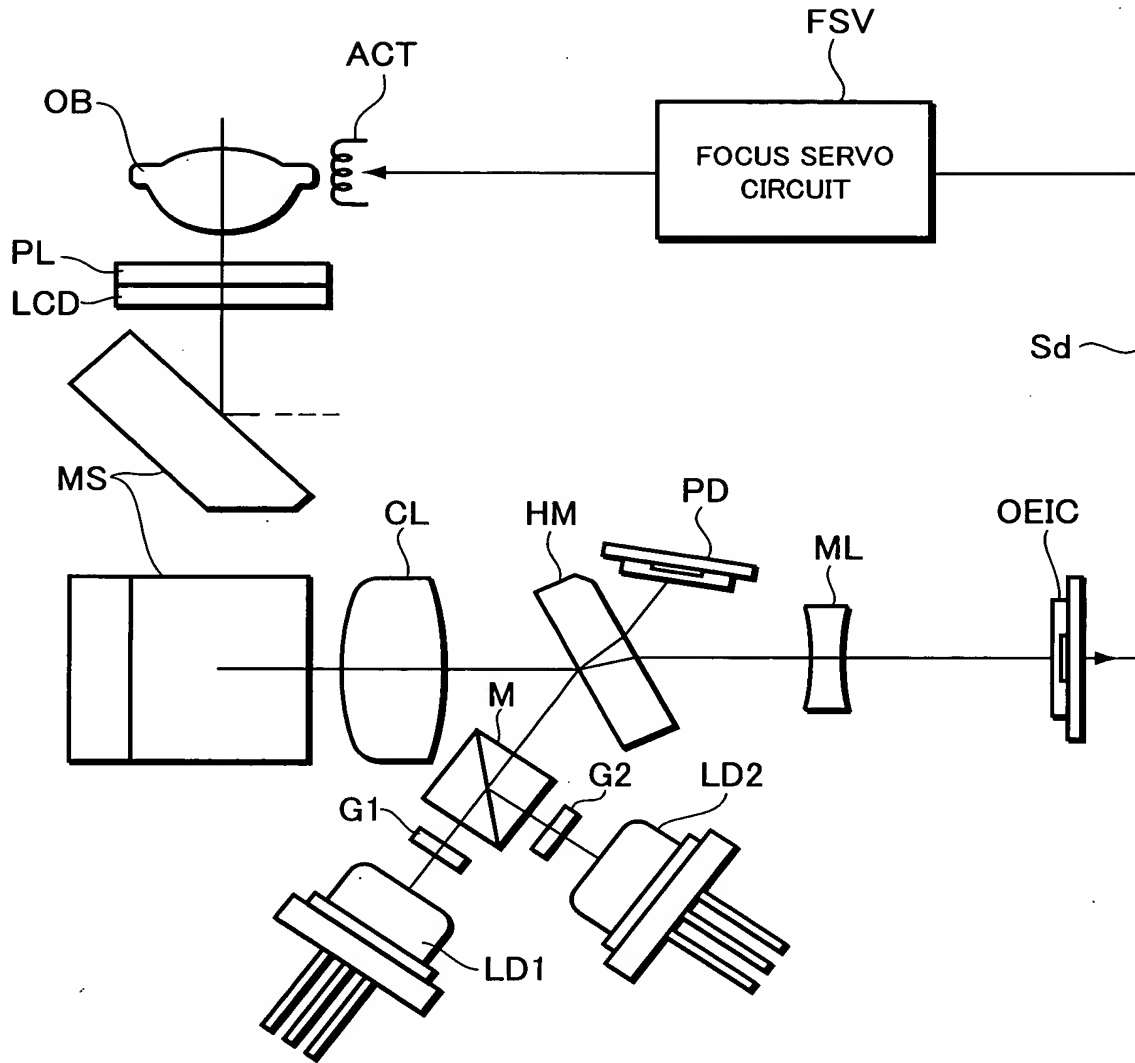 FSV
ACT
OB
FOCUS SERVO
CIRCUIT
PL
LCD
Sd
MS
CL
HM
PD
ML
OEIC
M
G2
LD2
G1
LD1